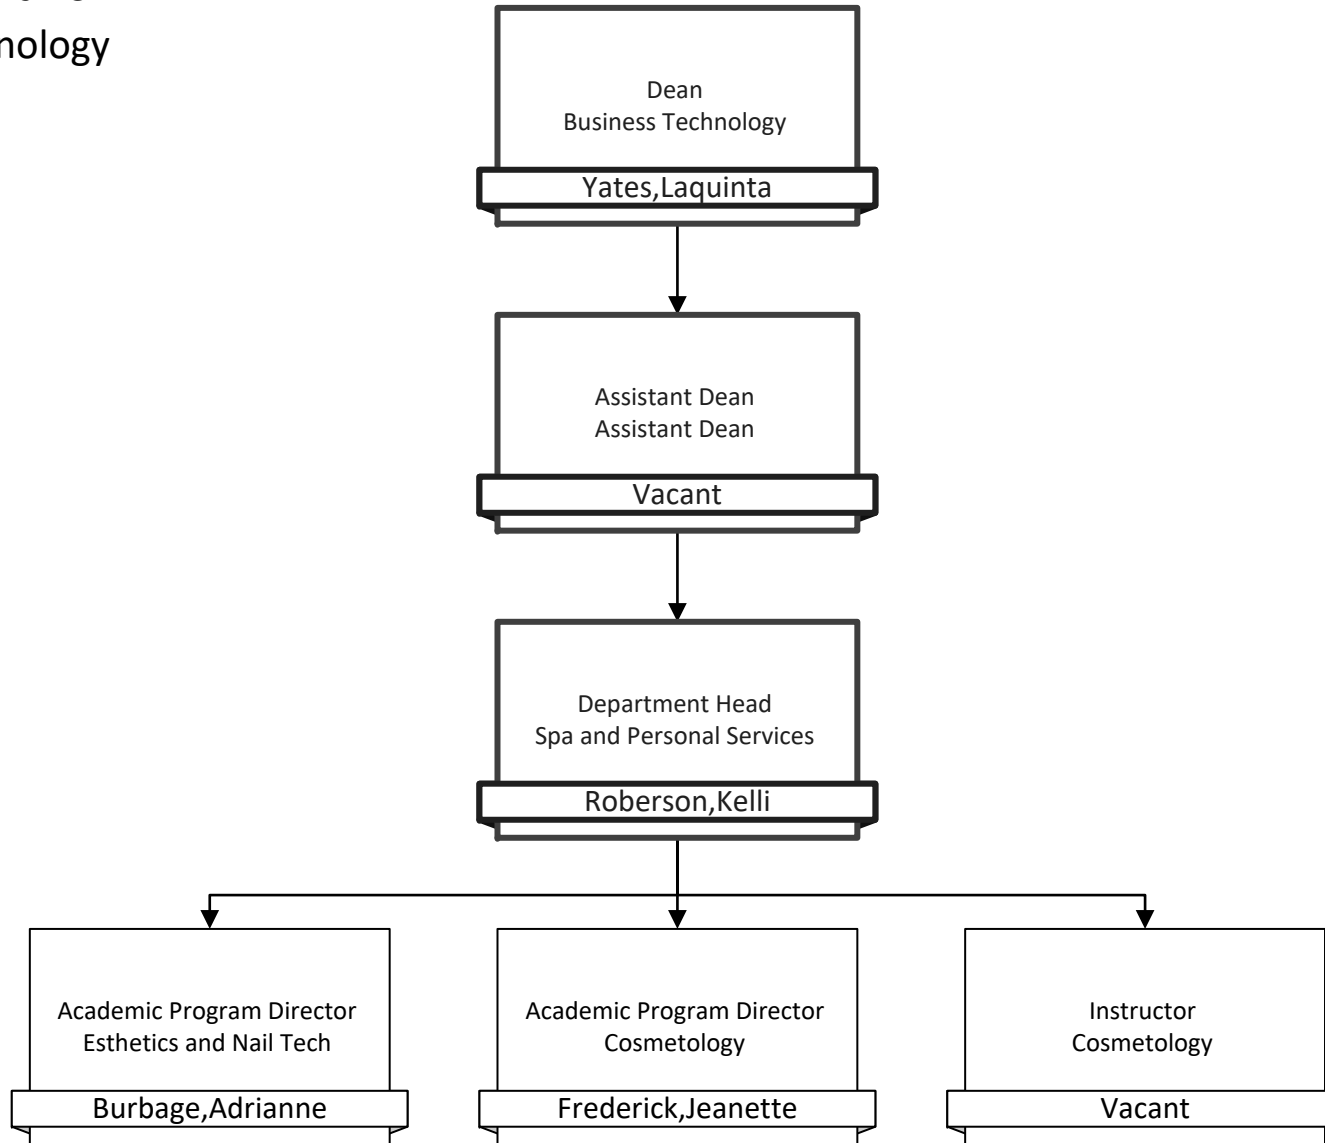 Dean
Business Technology
Yates,Laquinta
Assistant Dean
Assistant Dean
Vacant
Department Head
Spa and Personal Services
Roberson,Kelli
Academic Program Director
Esthetics and Nail Tech
Burbage,Adrianne
Academic Program Director
Cosmetology
Frederick,Jeanette
Instructor
Cosmetology
Vacant